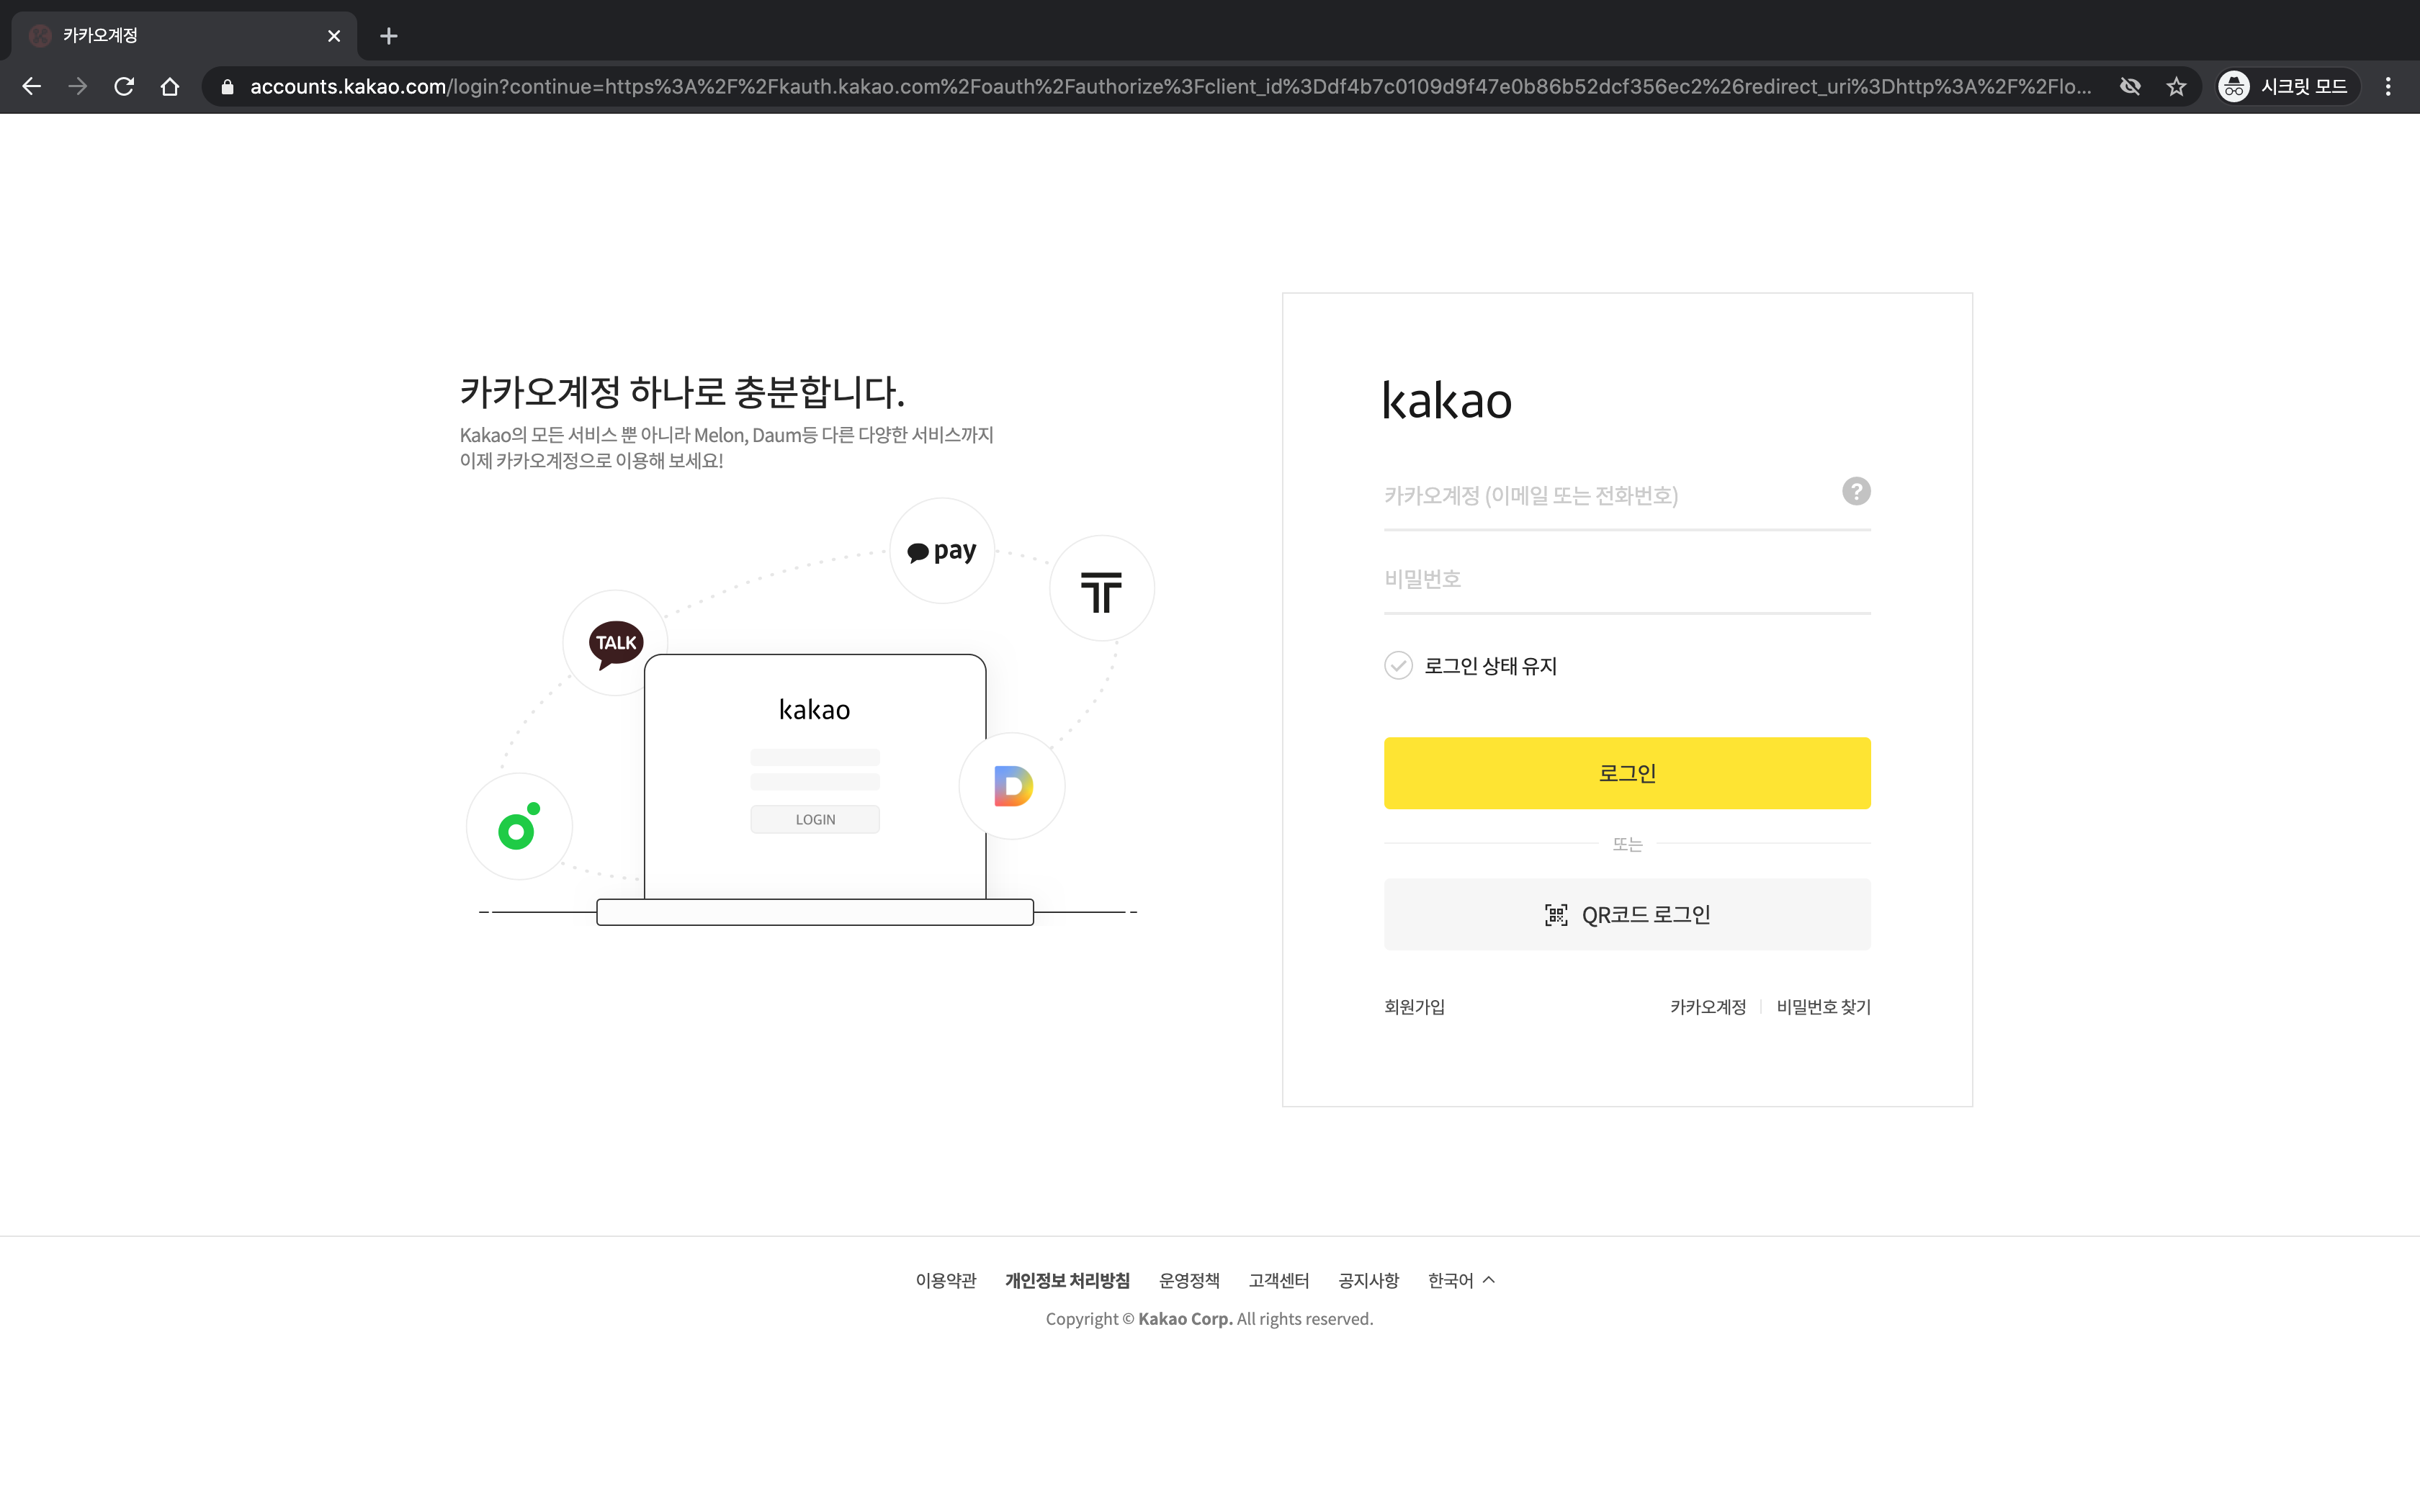 카카오계정
accounts.kakao.com/login?continue=https%3A%2F%2Fkauth.kakao.com%2Foauth%2Fauthorize%3Fclient_id%3Ddf4b7c0109d9f47e0b86b52dcf356ec2%26redirect_uri%3Dhttp%3A%2F%2Flo...
시크릿 모드
카카오계정 하나로 충분합니다.
Kakao의 모든 서비스 뿐 아니라 Melon, Daum등 다른 다양한 서비스까지
이제 카카오계정으로 이용해 보세요!
pay
T
TALK
kakao
LOGIN
D
kakao
카카오계정 (이메일 또는 전화번호)
?
비밀번호
로그인 상태 유지
로그인
또는
QR코드 로그인
회원가입
카카오계정 | 비밀번호 찾기
이용약관 개인정보 처리방침 운영정책 고객센터 공지사항 한국어
Copyright © Kakao Corp. All rights reserved.